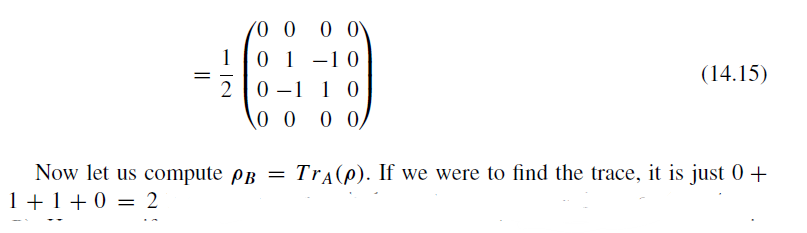 = 1/2 (0 0 0 0
0 1 −1 0
0 −1 1 0
0 0 0 0) (14.15)
Now let us compute ρB = TrA(ρ). If we were to find the trace, it is just 0 +
1 + 1 + 0 = 2